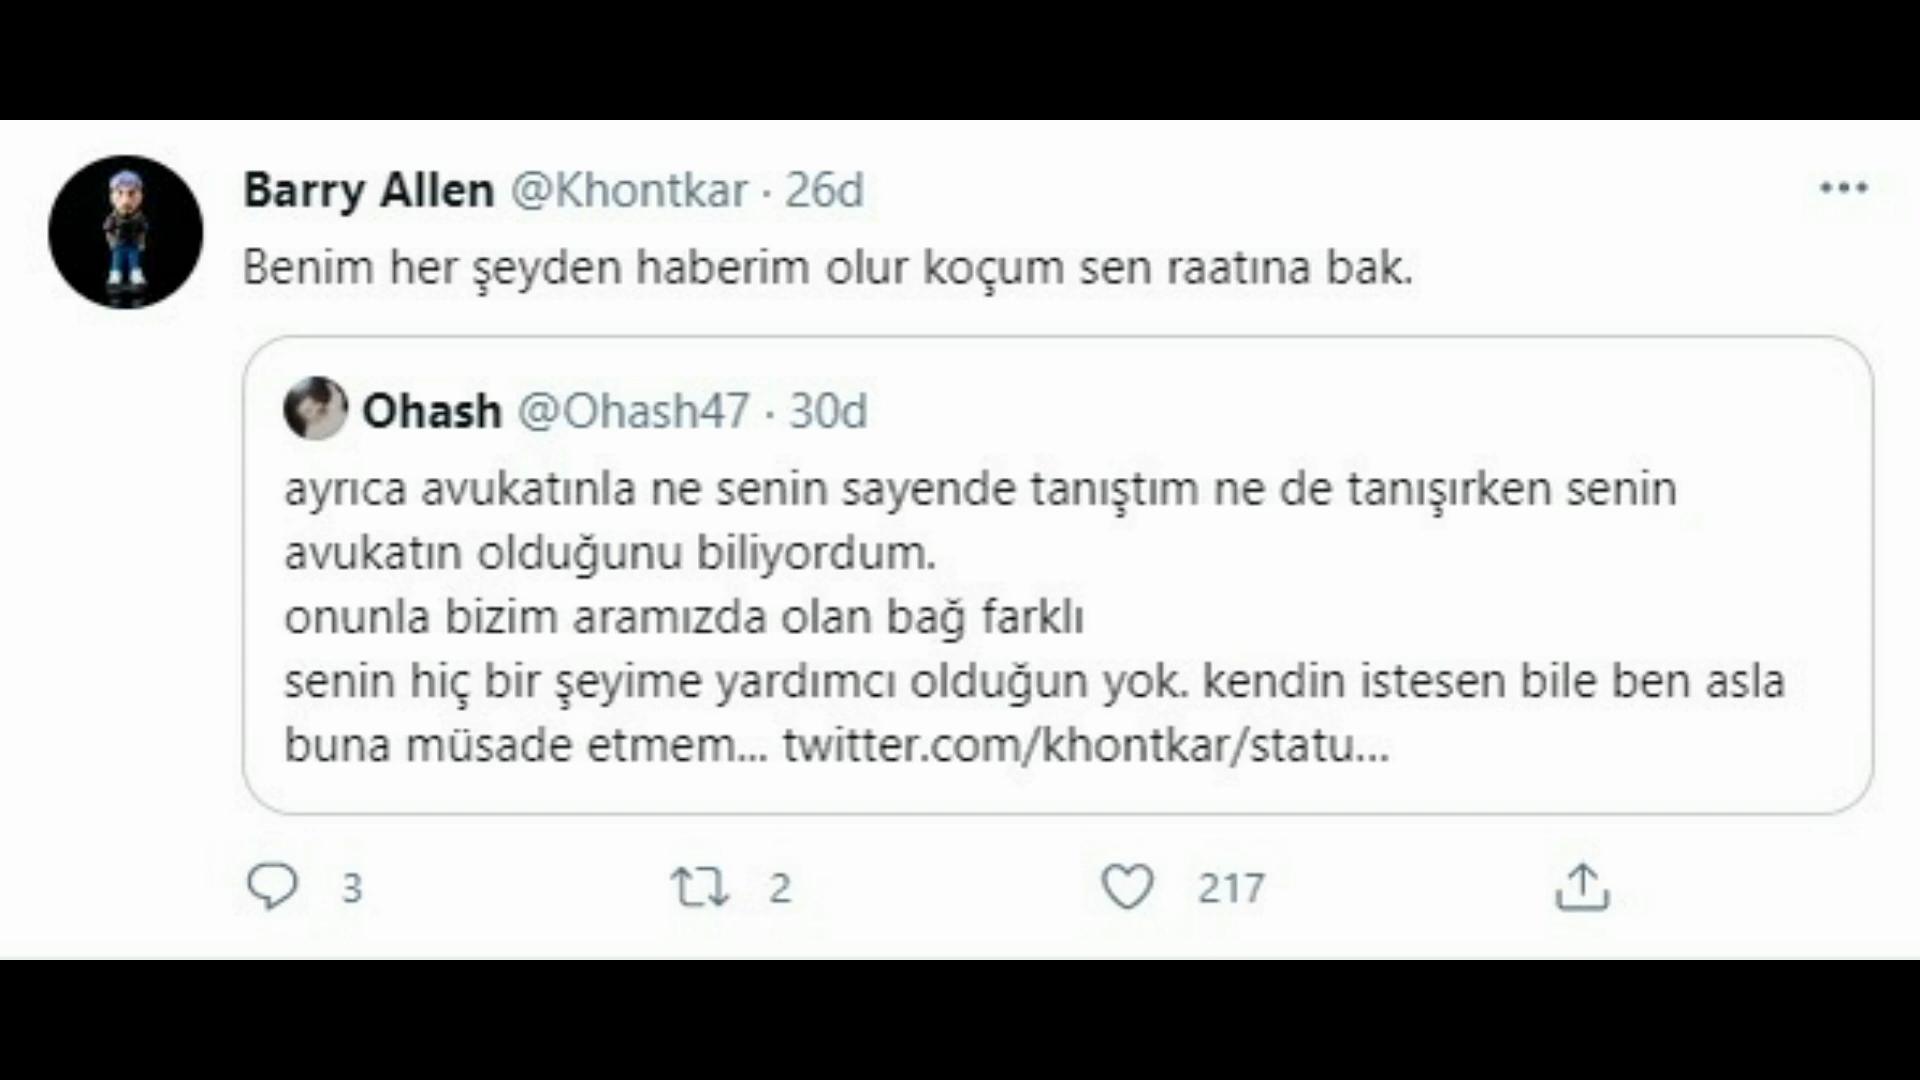 Barry Allen @Khontkar · 26d
Benim her şeyden haberim olur koçum sen raatına bak.
Ohash @Ohash47 · 30d
ayrıca avukatınla ne senin sayende tanıştım ne de tanışırken senin
avukatın olduğunu biliyordum.
onunla bizim aramızda olan bağ farklı
senin hiç bir şeyime yardımcı olduğun yok. kendin istesen bile ben asla
buna müsade etmem... twitter.com/khontkar/statu...
3 2 217